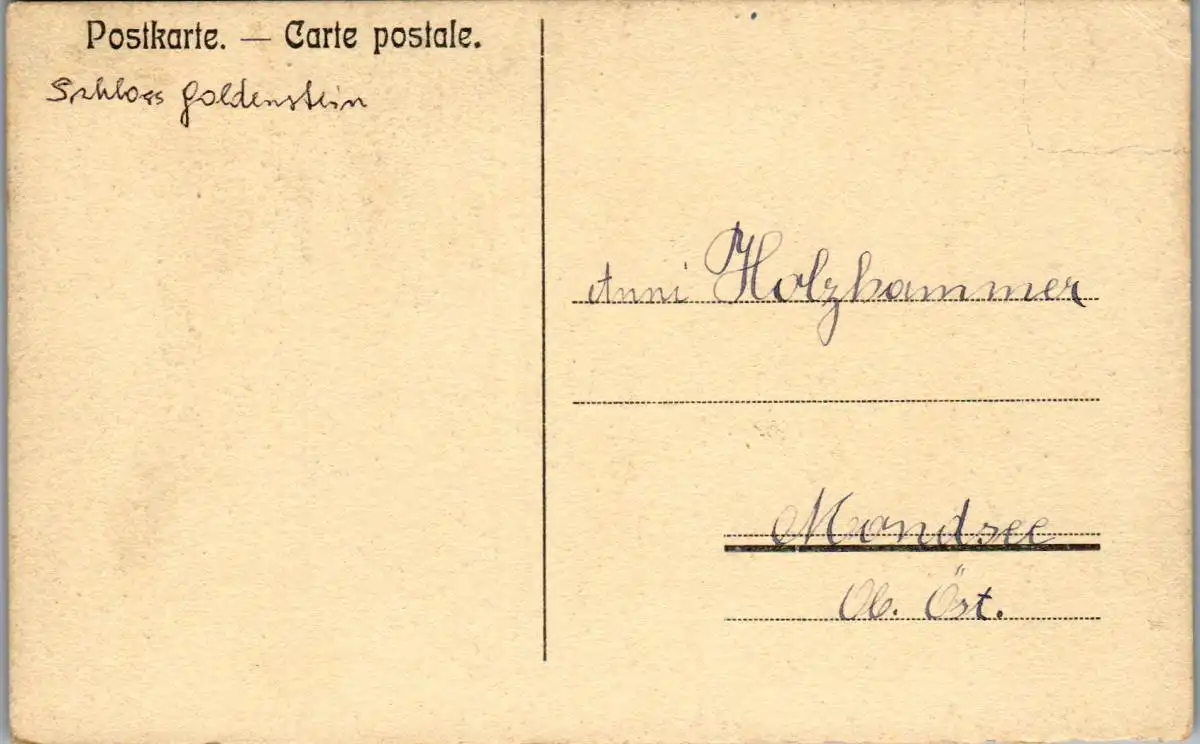 Postkarte. — Carte postale.
Schloss Goldenstein
Anni Holzhammer
Mondsee
Ob. Öst.